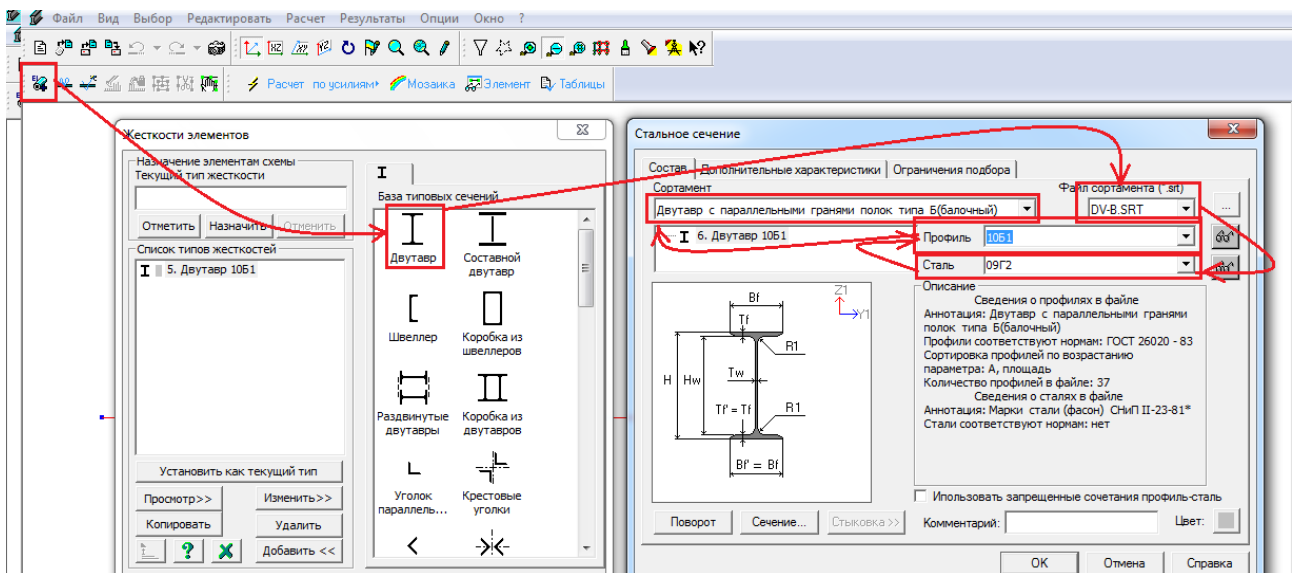 Файл Вид Выбор Редактировать Расчет Результаты Опции Окно ?
Расчет по усилиям Мозаика Элемент Таблицы
Жесткости элементов
Назначение элементам схемы
Текущий тип жесткости
Отметить Назначить Отменить
Список типов жесткостей
5. Двутавр 10Б1
Установить как текущий тип
Просмотр>> Изменить>>
Копировать Удалить
Добавить <<
База типовых сечений
Двутавр
Составной
двутавр
Швеллер
Коробка из
швеллеров
Раздвинутые
двутавры
Коробка из
двутавров
Уголок
параллель...
Крестовые
уголки
Стальное сечение
Состав Дополнительные характеристики Ограничения подбора
Сортамент
Файл сортамента (*.srt)
Двутавр с параллельными гранями полок типа Б(балочный)
DV-B.SRT
...
6. Двутавр 10Б1
Профиль 10Б1
Сталь 09Г2
Bf
Tf
R1
H Hw
Tw
Tf' = Tf
R1
Bf' = Bf
Z1
Y1
Описание
Сведения о профилях в файле
Аннотация: Двутавр с параллельными гранями
полок типа Б(балочный)
Профили соответствуют нормам: ГОСТ 26020 - 83
Сортировка профилей по возрастанию
параметра: A, площадь
Количество профилей в файле: 37
Сведения о сталях в файле
Аннотация: Марки стали (фасон) СНиП II-23-81*
Стали соответствуют нормам: нет
Ипользовать запрещенные сочетания профиль-сталь
Поворот Сечение... Стыковка >>
Комментарий:
Цвет:
OK Отмена Справка